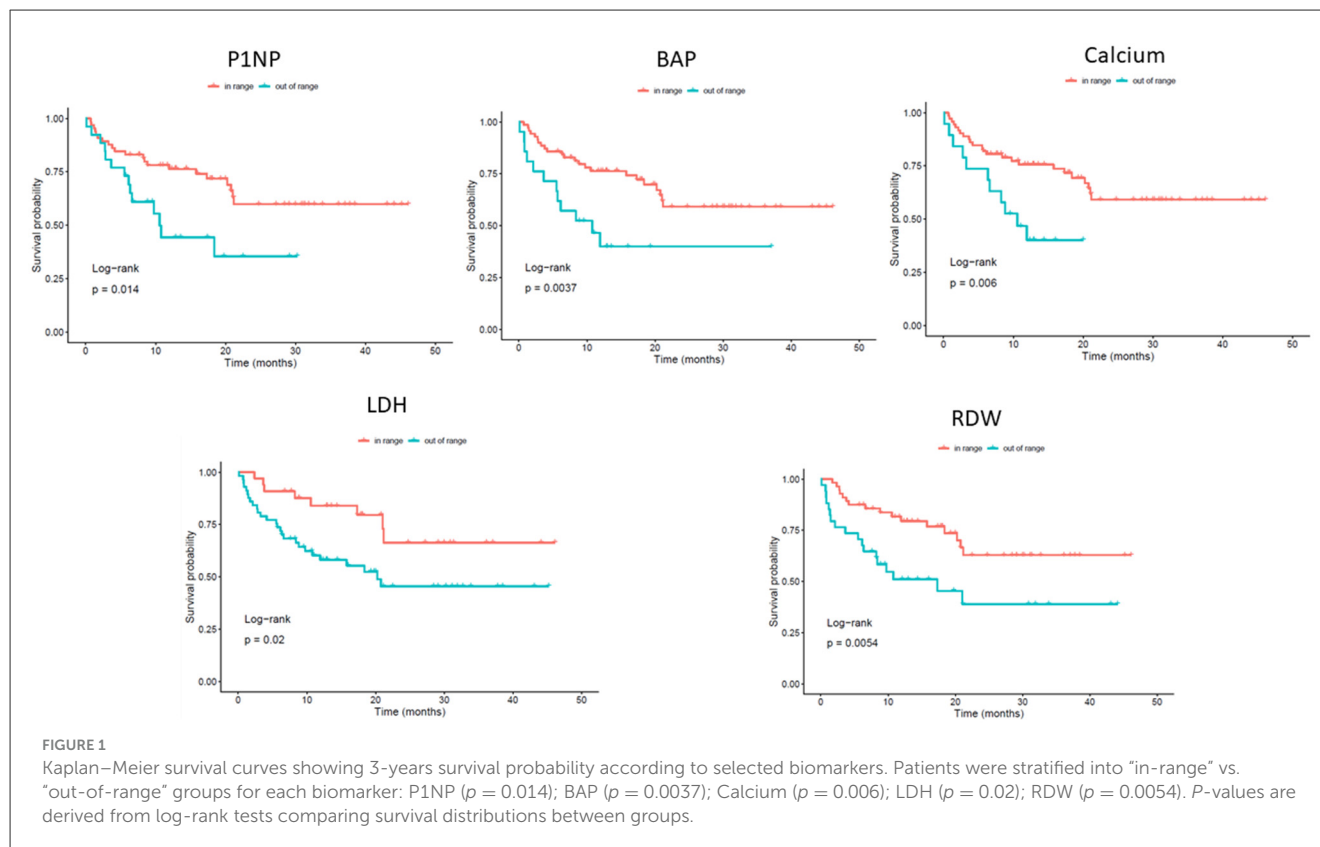 P1NP
in range out of range
1.00
0.75
0.50
0.25
0.00
Survival probability
Log-rank
p = 0.014
0 10 20 30 40 50
Time (months)
BAP
in range out of range
1.00
0.75
0.50
0.25
0.00
Survival probability
Log-rank
p = 0.0037
0 10 20 30 40 50
Time (months)
Calcium
in range out of range
1.00
0.75
0.50
0.25
0.00
Survival probability
Log-rank
p = 0.006
0 10 20 30 40 50
Time (months)
LDH
in range out of range
1.00
0.75
0.50
0.25
0.00
Survival probability
Log-rank
p = 0.02
0 10 20 30 40 50
Time (months)
RDW
in range out of range
1.00
0.75
0.50
0.25
0.00
Survival probability
Log-rank
p = 0.0054
0 10 20 30 40 50
Time (months)
FIGURE 1
Kaplan–Meier survival curves showing 3-years survival probability according to selected biomarkers. Patients were stratified into “in-range” vs.
“out-of-range” groups for each biomarker: P1NP (p = 0.014); BAP (p = 0.0037); Calcium (p = 0.006); LDH (p = 0.02); RDW (p = 0.0054). P-values are
derived from log-rank tests comparing survival distributions between groups.